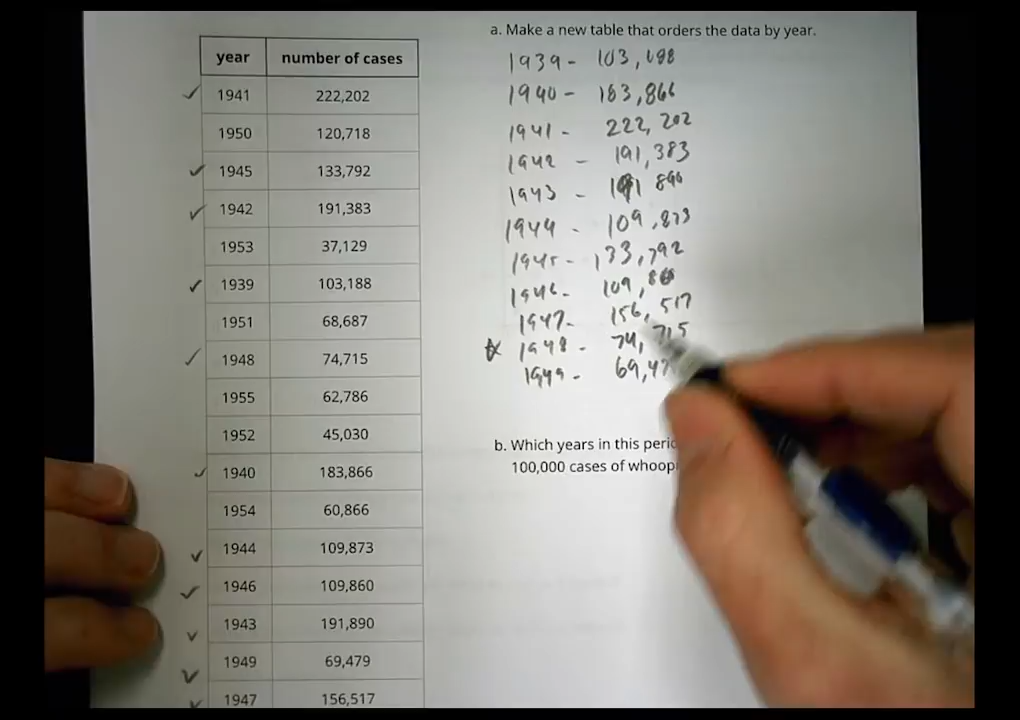 year number of cases
1941 222,202
1950 120,718
1945 133,792
1942 191,383
1953 37,129
1939 103,188
1951 68,687
1948 74,715
1955 62,786
1952 45,030
1940 183,866
1954 60,866
1944 109,873
1946 109,860
1943 191,890
1949 69,479
1947 156,517
a. Make a new table that orders the data by year.
1939 - 103,188
1940 - 183,866
1941 - 222,202
1942 - 191,383
1943 - 191 890
1944 - 109,873
1945 - 133,792
1946 - 109,860
1947 - 156,517
1948 - 74,715
1949 - 69,47
b. Which years in this
100,000 cases of